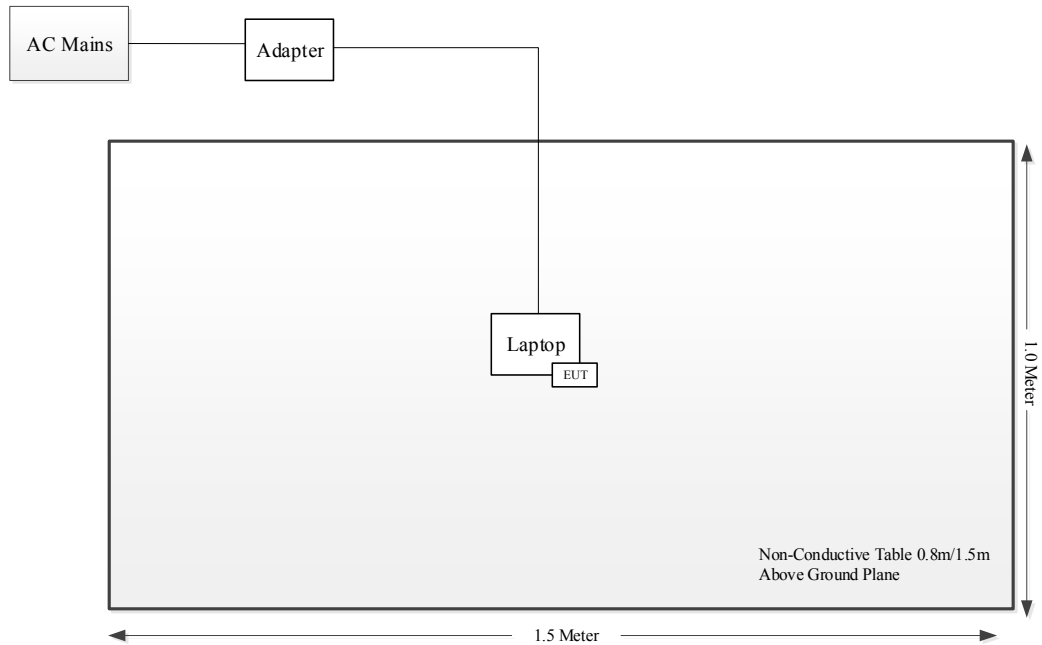 AC Mains
Adapter
Laptop
EUT
1.0 Meter
Non-Conductive Table 0.8m/1.5m
Above Ground Plane
1.5 Meter